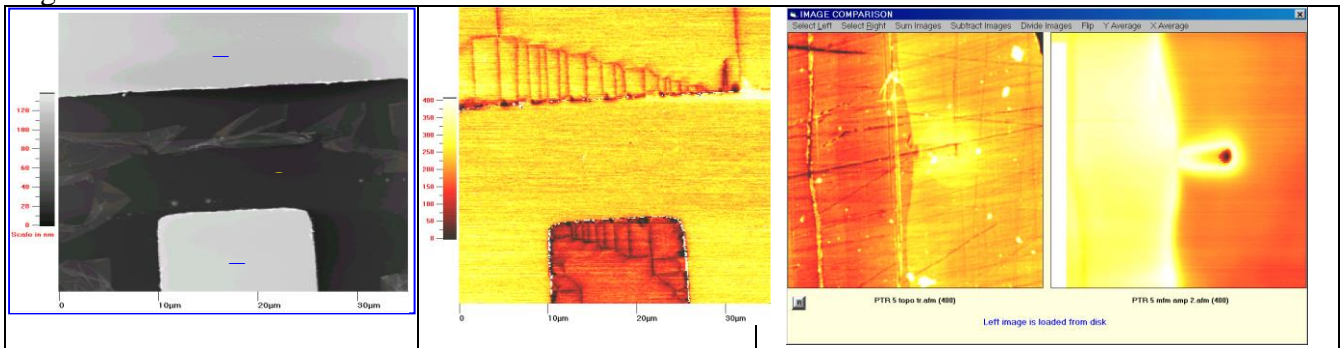 120
100
80
60
40
20
0
Scale in nm
0 10µm 20µm 30µm
400
350
300
250
200
150
100
50
0
0 10µm 20µm 30µm
IMAGE COMPARISON
Select Left Select Right Sum Images Subtract Images Divide Images Flip Y Average X Average
PTR 5 topo tr.afm (400) PTR 5 mfm amp 2.afm (400)
Left image is loaded from disk